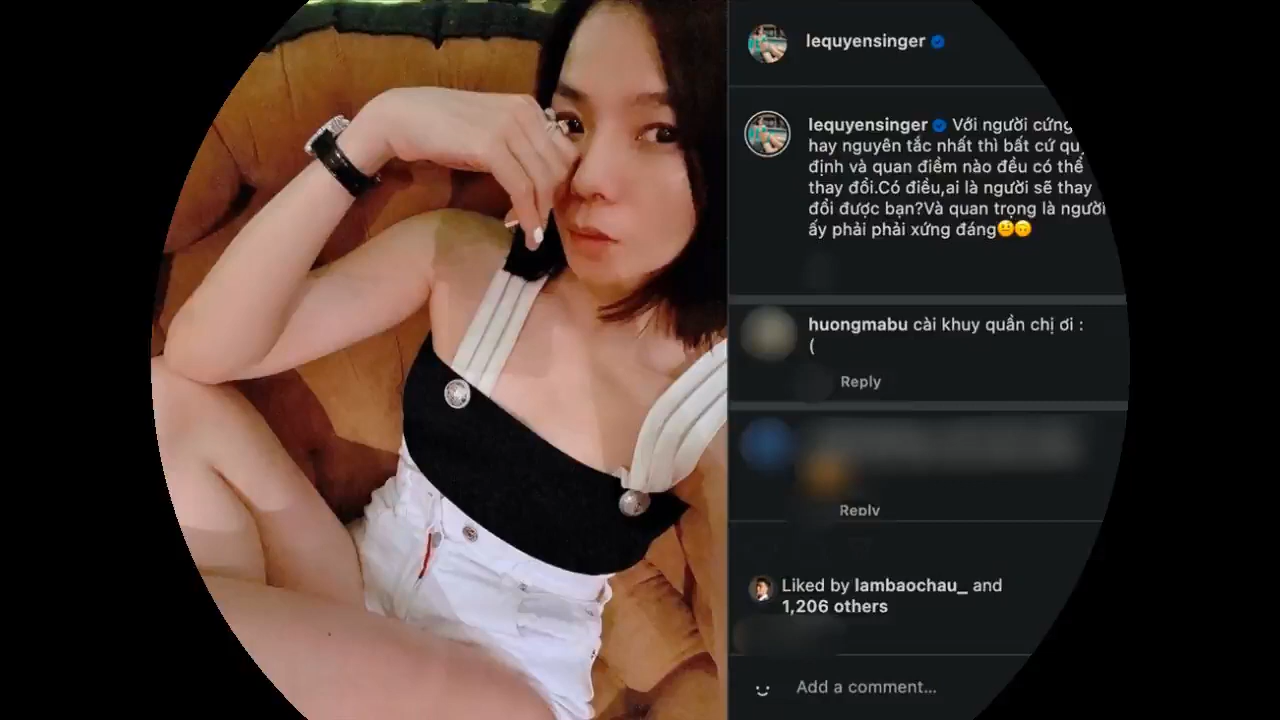 lequyensinger
lequyensinger Với người cứng
hay nguyên tắc nhất thì bất cứ qu
định và quan điểm nào đều có thể
thay đổi.Có điều,ai là người sẽ thay
đổi được bạn?Và quan trọng là người
ấy phải phải xứng đáng
huongmabu cài khuy quần chị ơi :
(
Reply
Reply
Liked by lambaochau_ and
1,206 others
Add a comment...